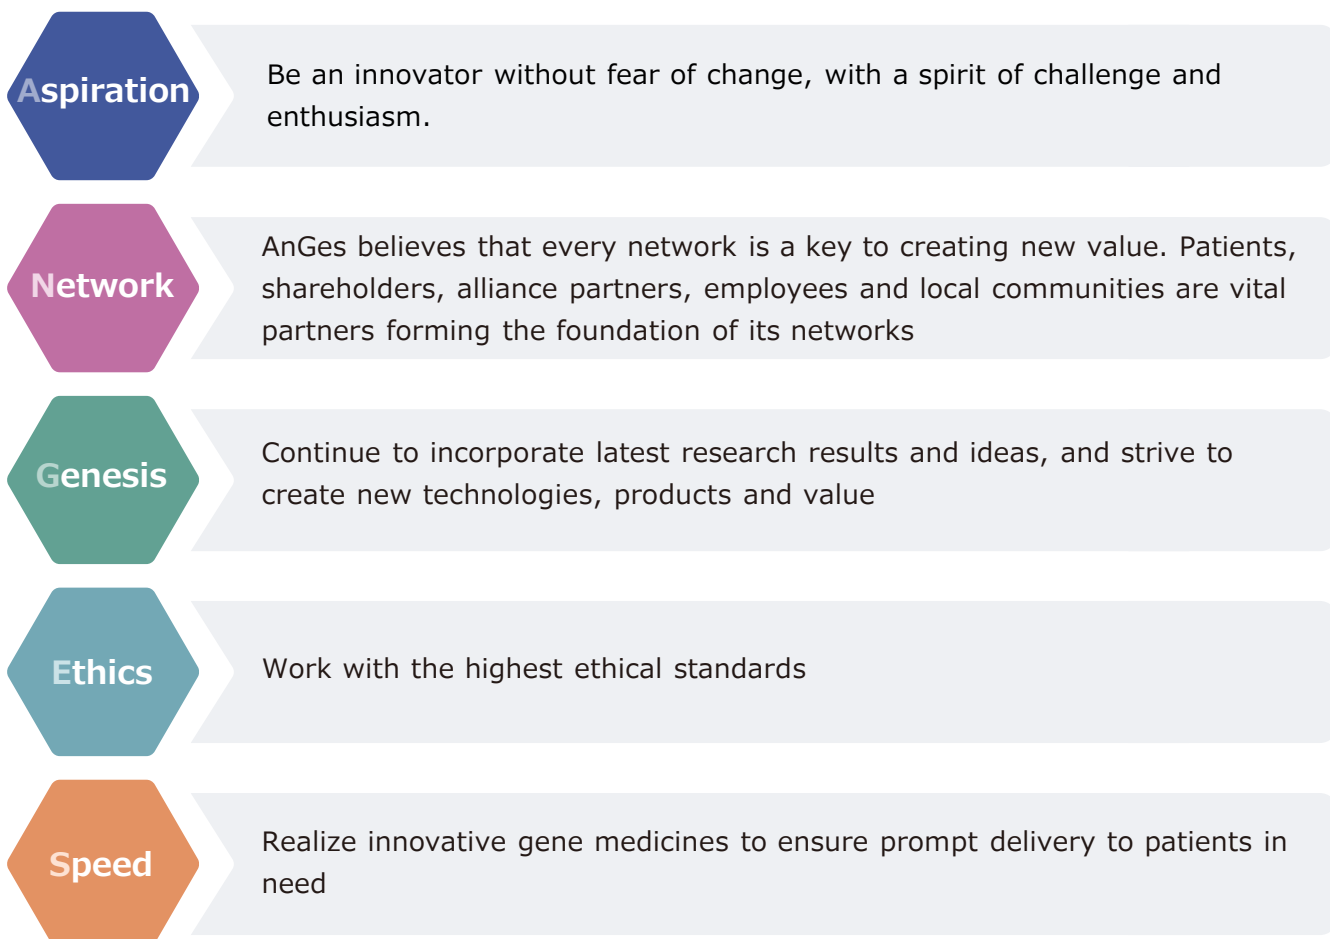 Aspiration
Be an innovator without fear of change, with a spirit of challenge and
enthusiasm.
Network
AnGes believes that every network is a key to creating new value. Patients,
shareholders, alliance partners, employees and local communities are vital
partners forming the foundation of its networks
Genesis
Continue to incorporate latest research results and ideas, and strive to
create new technologies, products and value
Ethics
Work with the highest ethical standards
Speed
Realize innovative gene medicines to ensure prompt delivery to patients in
need